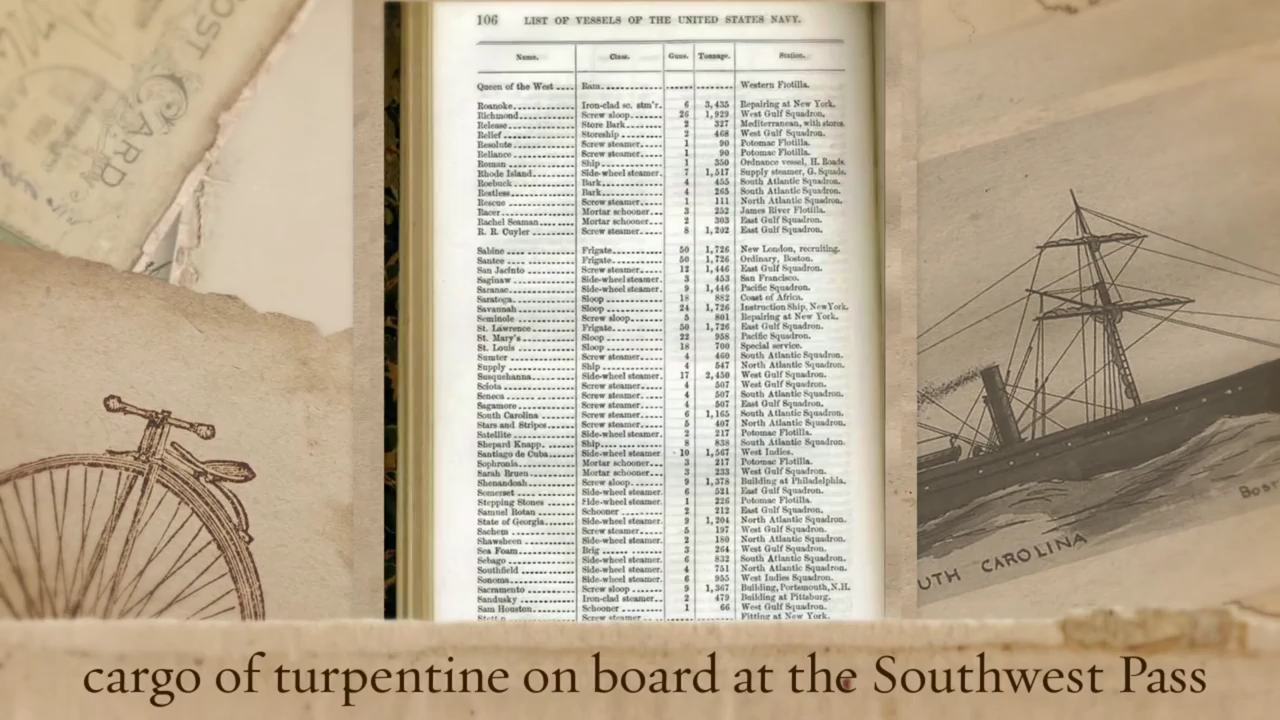 106 LIST OF VESSELS OF THE UNITED STATES NAVY.
Name. Class. Guns. Tonnage. Station.
Queen of the West Ram. Western Flotilla.
Roanoke Iron-clad sc. stm'r. 6 3,435 Repairing at New York.
Richmond Screw sloop. 26 1,929 West Gulf Squadron.
Release Store Bark 2 327 Mediterranean, with stores.
Relief Storeship 2 468 West Gulf Squadron.
Resolute Screw steamer 1 90 Potomac Flotilla.
Reliance Screw steamer 1 90 Potomac Flotilla.
Roman Ship 1 350 Ordnance vessel, H. Roads.
Rhode Island Side-wheel steamer. 7 1,517 Supply steamer, G. Squads.
Roebuck Bark 4 455 South Atlantic Squadron.
Restless Bark 4 265 South Atlantic Squadron.
Rescue Screw steamer 1 111 North Atlantic Squadron.
Racer Mortar schooner 3 252 James River Flotilla.
Rachel Seaman Mortar schooner 2 303 East Gulf Squadron.
R. R. Cuyler Screw steamer 8 1,202 East Gulf Squadron.
Sabine Frigate 50 1,726 New London, recruiting.
Santee Frigate 50 1,726 Ordinary, Boston.
San Jacinto Screw steamer 12 1,446 East Gulf Squadron.
Saginaw Side-wheel steamer. 3 453 San Francisco.
Saranac Side-wheel steamer. 9 1,446 Pacific Squadron.
Saratoga Sloop 18 882 Coast of Africa.
Savannah Sloop 24 1,726 Instruction Ship, NewYork.
Seminole Screw sloop 5 801 Repairing at New York.
St. Lawrence Frigate 50 1,726 East Gulf Squadron.
St. Mary's Sloop 22 958 Pacific Squadron.
St. Louis Sloop 18 700 Special service.
Sumter Screw steamer 4 460 South Atlantic Squadron.
Supply Ship 4 547 North Atlantic Squadron.
Susquehanna Side-wheel steamer. 17 2,450 West Gulf Squadron.
Sciota Screw steamer 4 507 West Gulf Squadron.
Seneca Screw steamer 4 507 South Atlantic Squadron.
Sagamore Screw steamer 4 507 East Gulf Squadron.
South Carolina Screw steamer 6 1,165 South Atlantic Squadron.
Stars and Stripes Screw steamer 5 407 North Atlantic Squadron.
Satellite Side-wheel steamer. 2 217 Potomac Flotilla.
Shepard Knapp. Ship 8 838 South Atlantic Squadron.
Santiago de Cuba Side-wheel steamer 10 1,567 West Indies.
Sophronia Mortar schooner 3 217 Potomac Flotilla.
Sarah Bruen Mortar schooner 3 233 West Gulf Squadron.
Shenandoah Screw sloop 9 1,378 Building at Philadelphia.
Somerset Side-wheel steamer. 6 521 East Gulf Squadron.
Stepping Stones Side-wheel steamer. 1 226 Potomac Flotilla.
Samuel Rotan Schooner 2 212 East Gulf Squadron.
State of Georgia Side-wheel steamer. 9 1,204 North Atlantic Squadron.
Sachem Screw steamer 5 197 West Gulf Squadron.
Shawsheen Side-wheel steamer. 2 180 North Atlantic Squadron.
Sea Foam Brig 3 264 West Gulf Squadron.
Sebago Side-wheel steamer. 6 832 South Atlantic Squadron.
Southfield Side-wheel steamer. 4 751 North Atlantic Squadron.
Sonoma Side-wheel steamer. 6 955 West Indies Squadron.
Sacramento Screw sloop 9 1,367 Building, Portsmouth, N.H.
Sandusky Iron-clad steamer 2 479 Building at Pittsburg.
Sam Houston Schooner 1 66 West Gulf Squadron.
Screw steamer Fitting at New York.
POST CARD
UTH CAROLINA
cargo of turpentine on board at the Southwest Pass